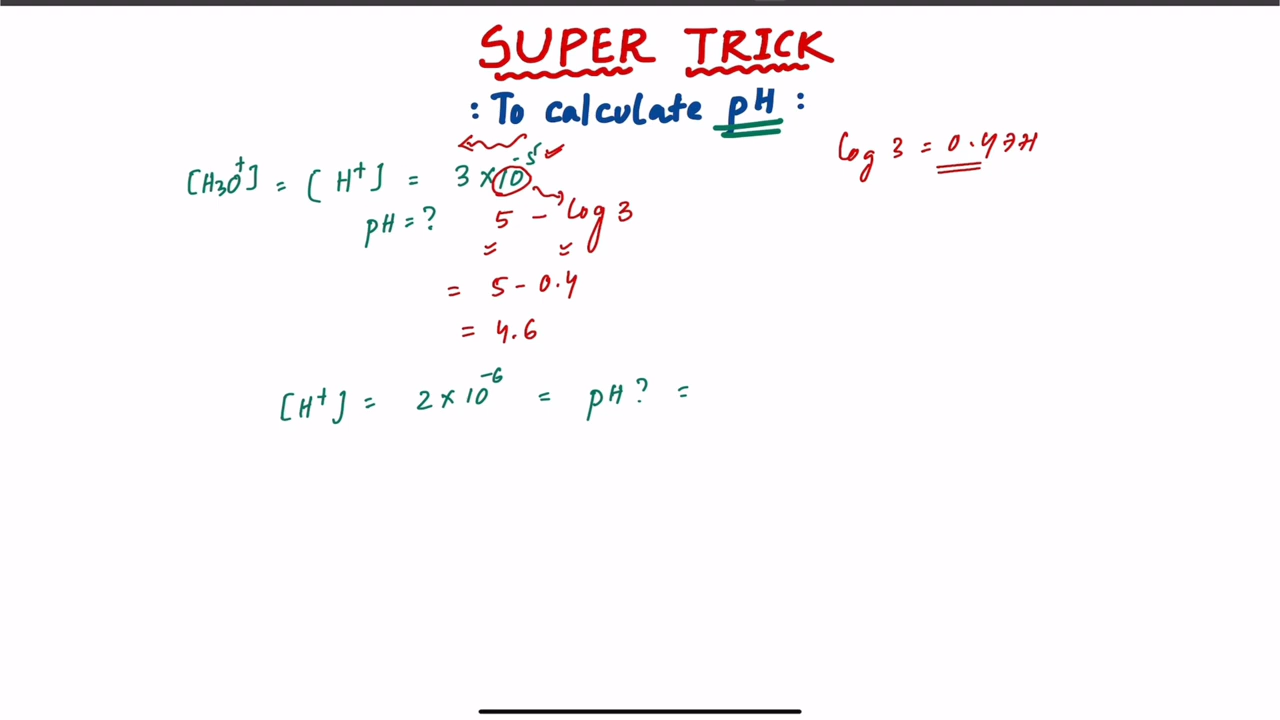 SUPER TRICK
: To calculate pH :
log 3 = 0.4771
[H3O+] = [H+] = 3 × 10⁻⁵
pH = ?
5 - log 3
= 5 - 0.4
= 4.6
[H+] = 2 × 10⁻⁶ = pH ? =